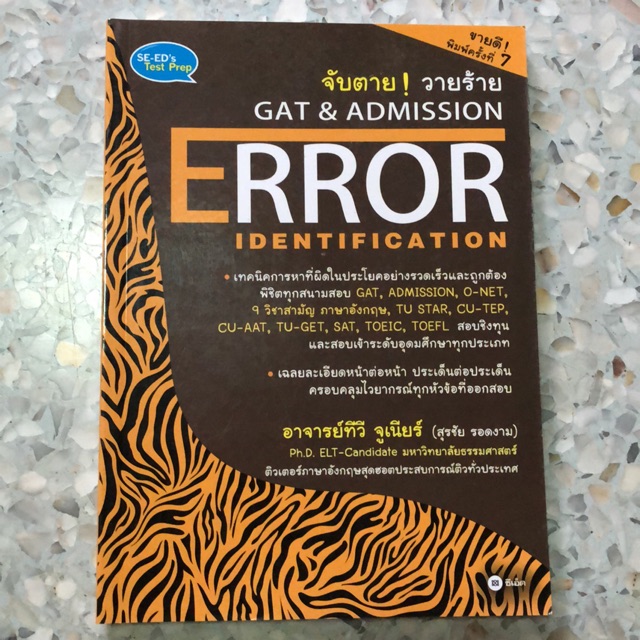 SE-ED's
Test Prep
ขายดี!
พิมพ์ครั้งที่ 7
จับตาย! วายร้าย
GAT & ADMISSION
ERROR
IDENTIFICATION
• เทคนิคการหาที่ผิดในประโยคอย่างรวดเร็วและถูกต้อง
พิชิตทุกสนามสอบ GAT, ADMISSION, O-NET,
9 วิชาสามัญ ภาษาอังกฤษ, TU STAR, CU-TEP,
CU-AAT, TU-GET, SAT, TOEIC, TOEFL สอบชิงทุน
และสอบเข้าระดับอุดมศึกษาทุกประเภท
• เฉลยละเอียดหน้าต่อหน้า ประเด็นต่อประเด็น
ครอบคลุมไวยากรณ์ทุกหัวข้อที่ออกสอบ
อาจารย์ทีวี จูเนียร์ (สุรชัย รอดงาม)
Ph.D. ELT-Candidate มหาวิทยาลัยธรรมศาสตร์
ติวเตอร์ภาษาอังกฤษสุดฮอตประสบการณ์ติวทั่วประเทศ
ซีเอ็ด